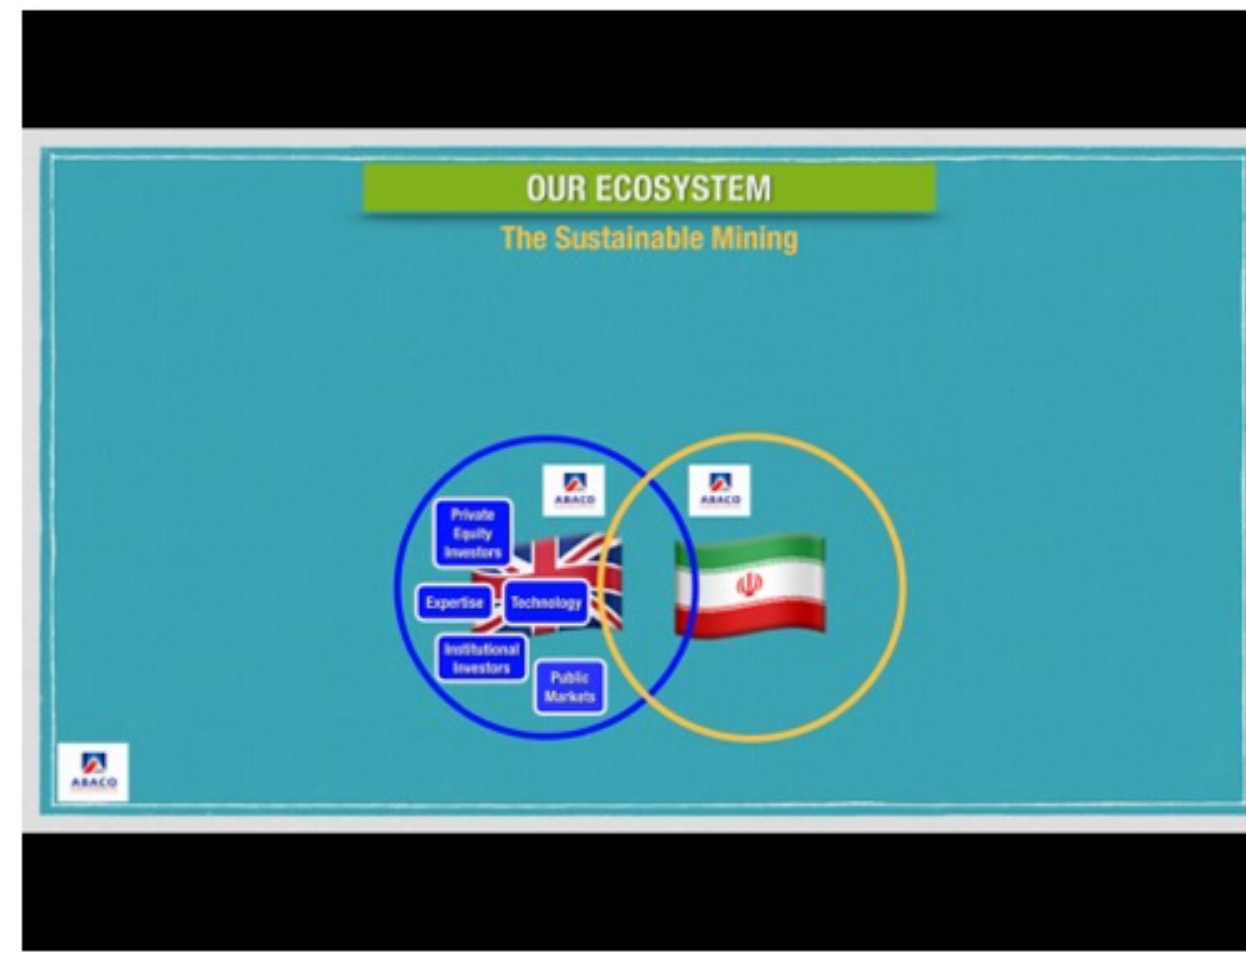 OUR ECOSYSTEM
The Sustainable Mining
ABACO
ABACO
Private
Equity
Investors
Expertise
Technology
Institutional
Investors
Public
Markets
ABACO